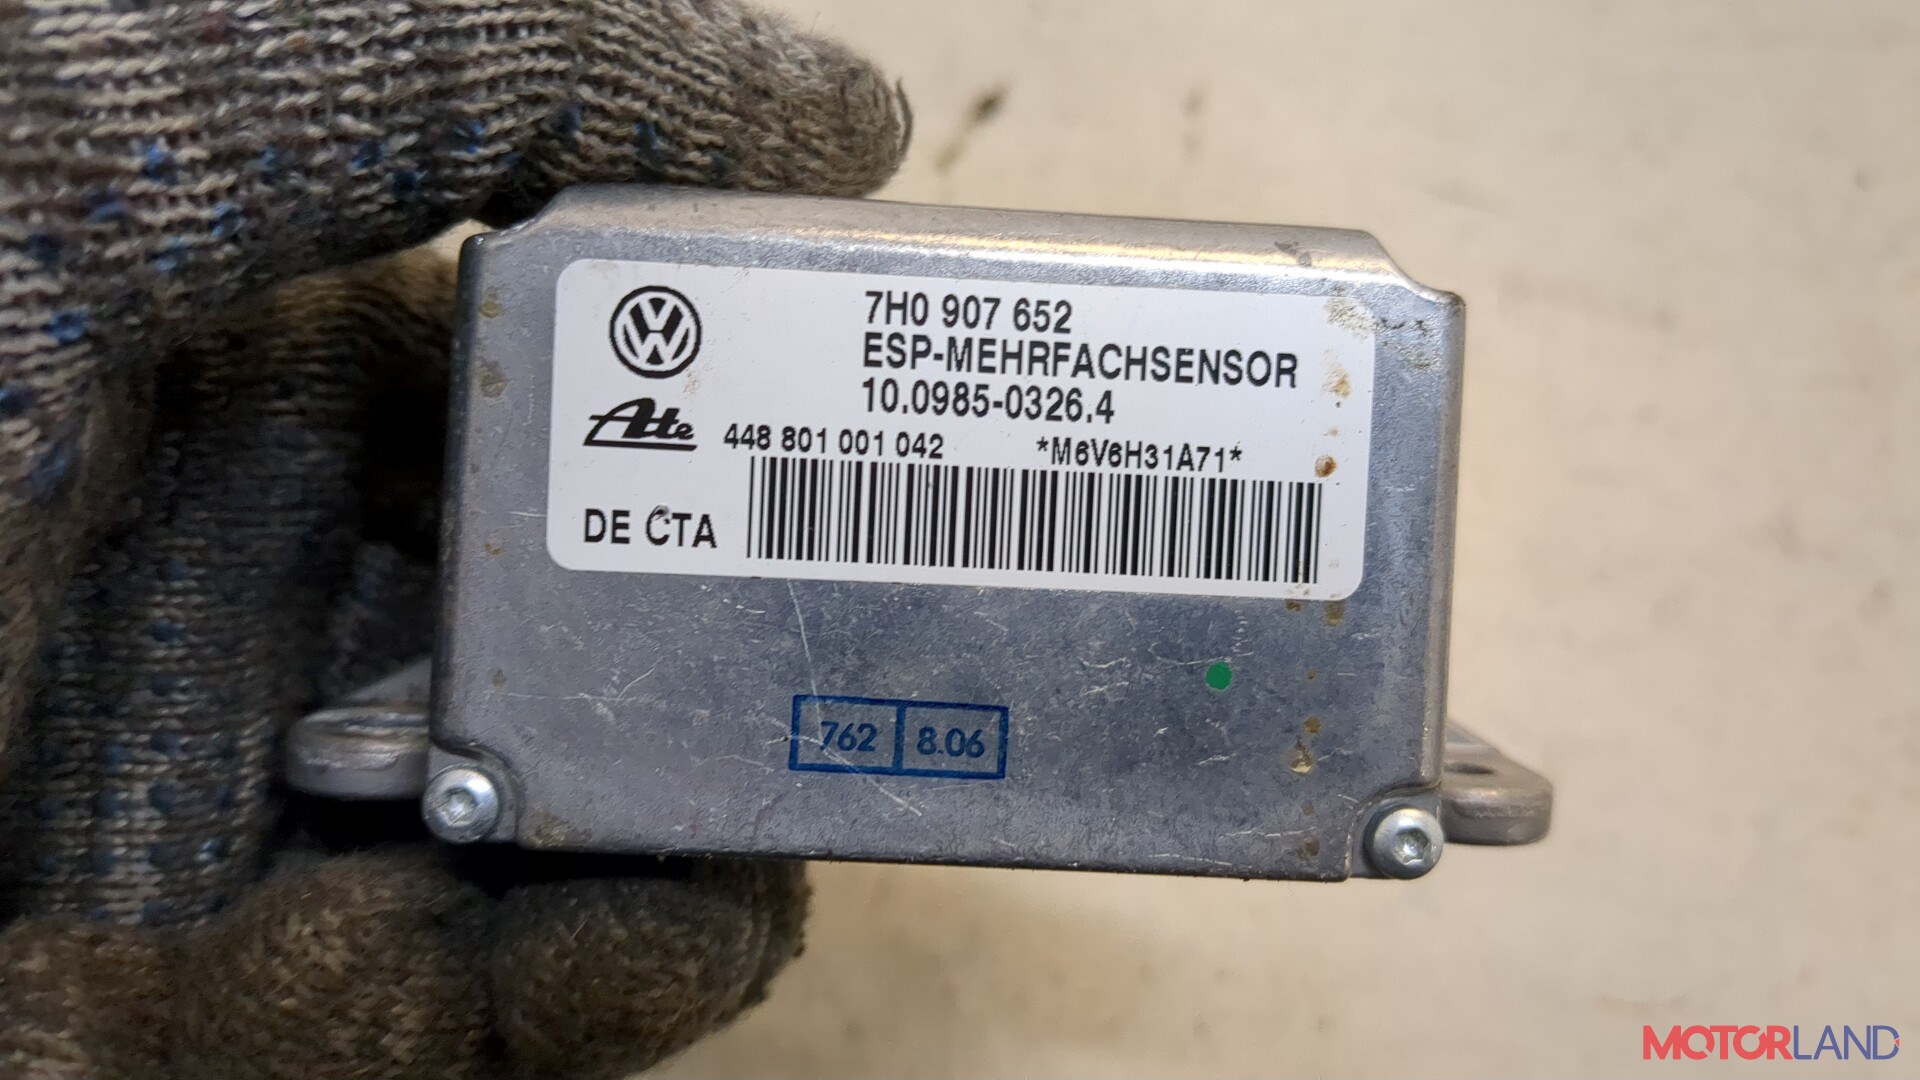 7H0 907 652
ESP-MEHRFACHSENSOR
10.0985-0326.4
Ate 448 801 001 042 *M6V6H31A71*
DE CTA
762 8.06
MOTORLAND